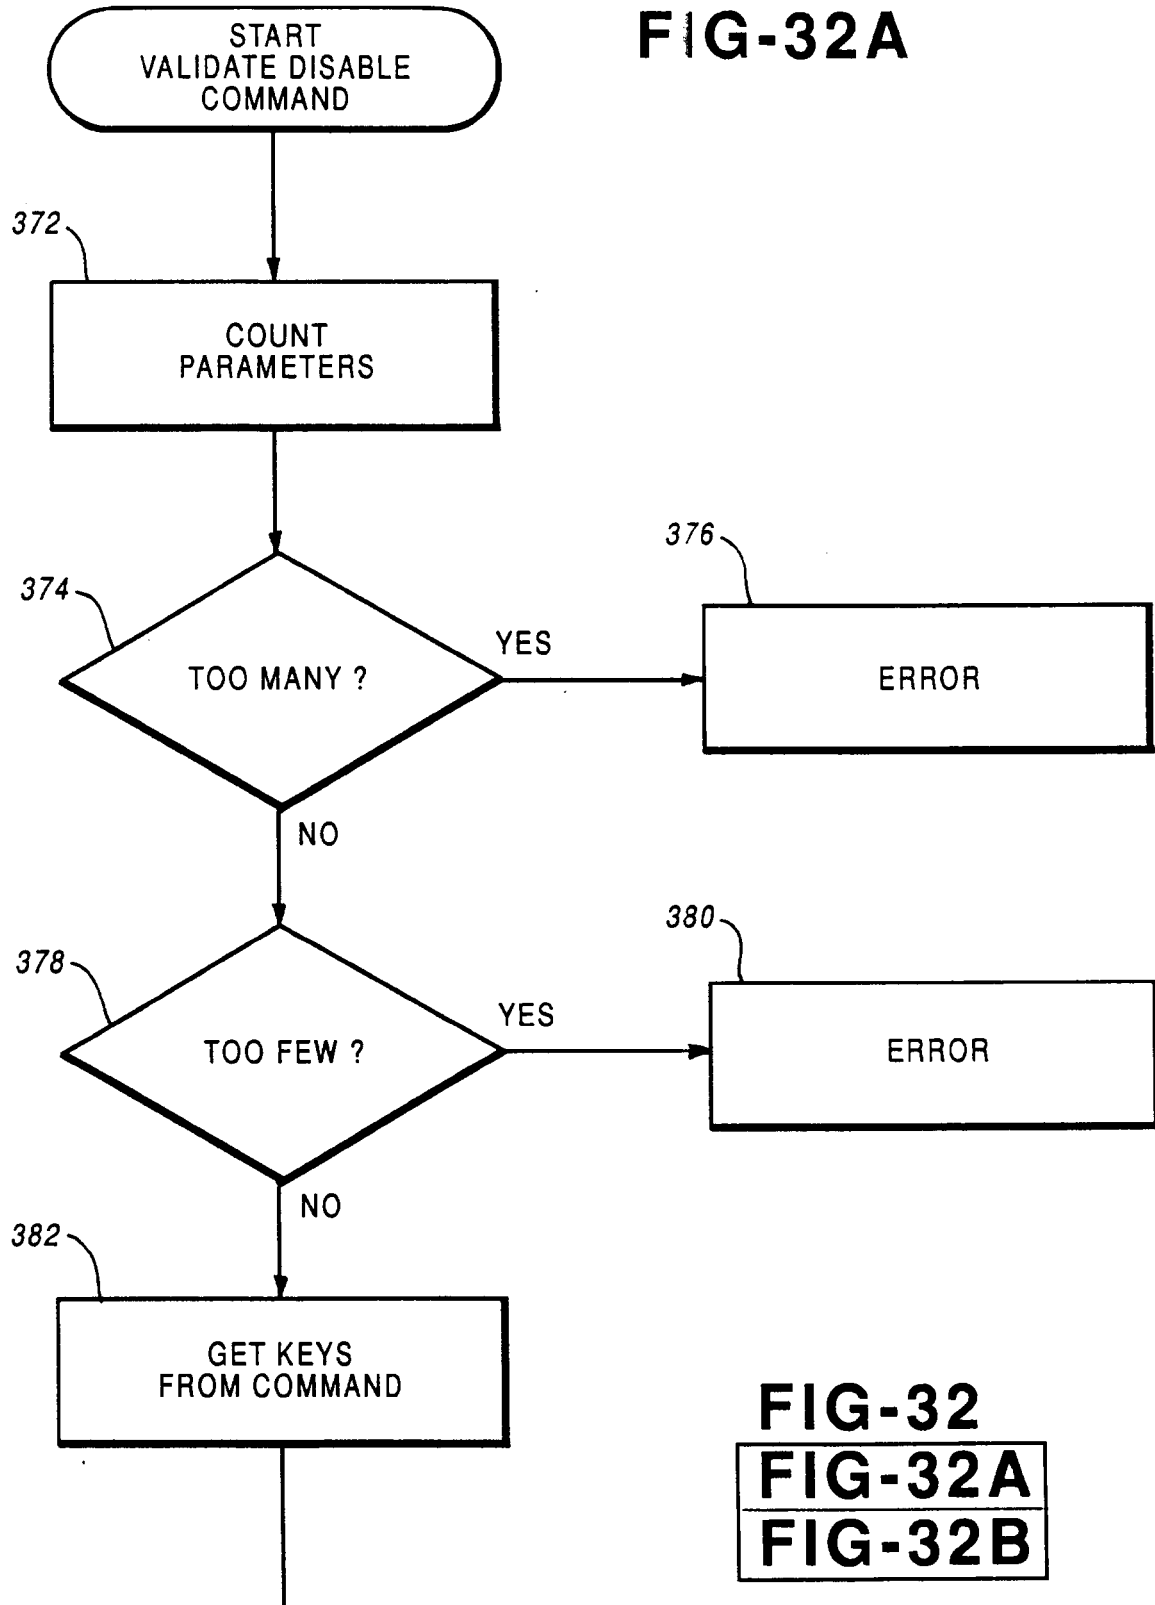 FIG-32A
START
VALIDATE DISABLE
COMMAND
372
COUNT
PARAMETERS
376
374
YES
TOO MANY ?
ERROR
NO
380
378
YES
TOO FEW ?
ERROR
NO
382
GET KEYS
FROM COMMAND
FIG-32
FIG-32A
FIG-32B